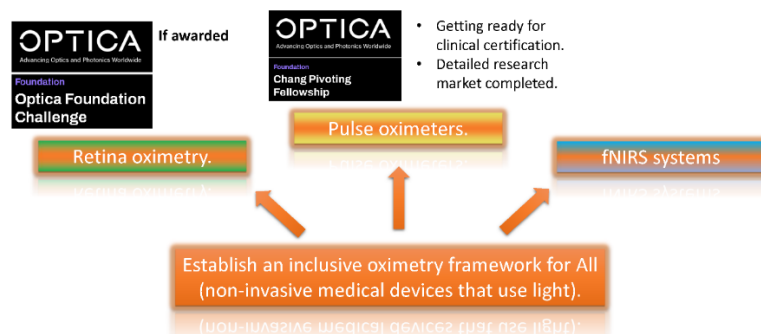 OPTICA
Advancing Optics and Photonics Worldwide
Foundation
Optica Foundation
Challenge
If awarded
OPTICA
Advancing Optics and Photonics Worldwide
Foundation
Chang Pivoting
Fellowship
• Getting ready for
clinical certification.
• Detailed research
market completed.
Retina oximetry.
Pulse oximeters.
fNIRS systems
Establish an inclusive oximetry framework for All
(non-invasive medical devices that use light).